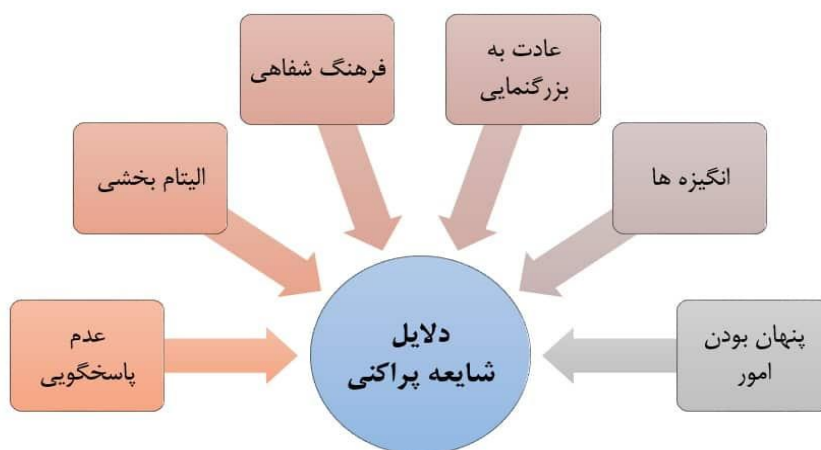 عادت به
بزرگنمایی
فرهنگ شفاهی
انگیزه ها
التیام بخشی
پنهان بودن
امور
دلایل
شایعه پراکنی
عدم
پاسخگویی